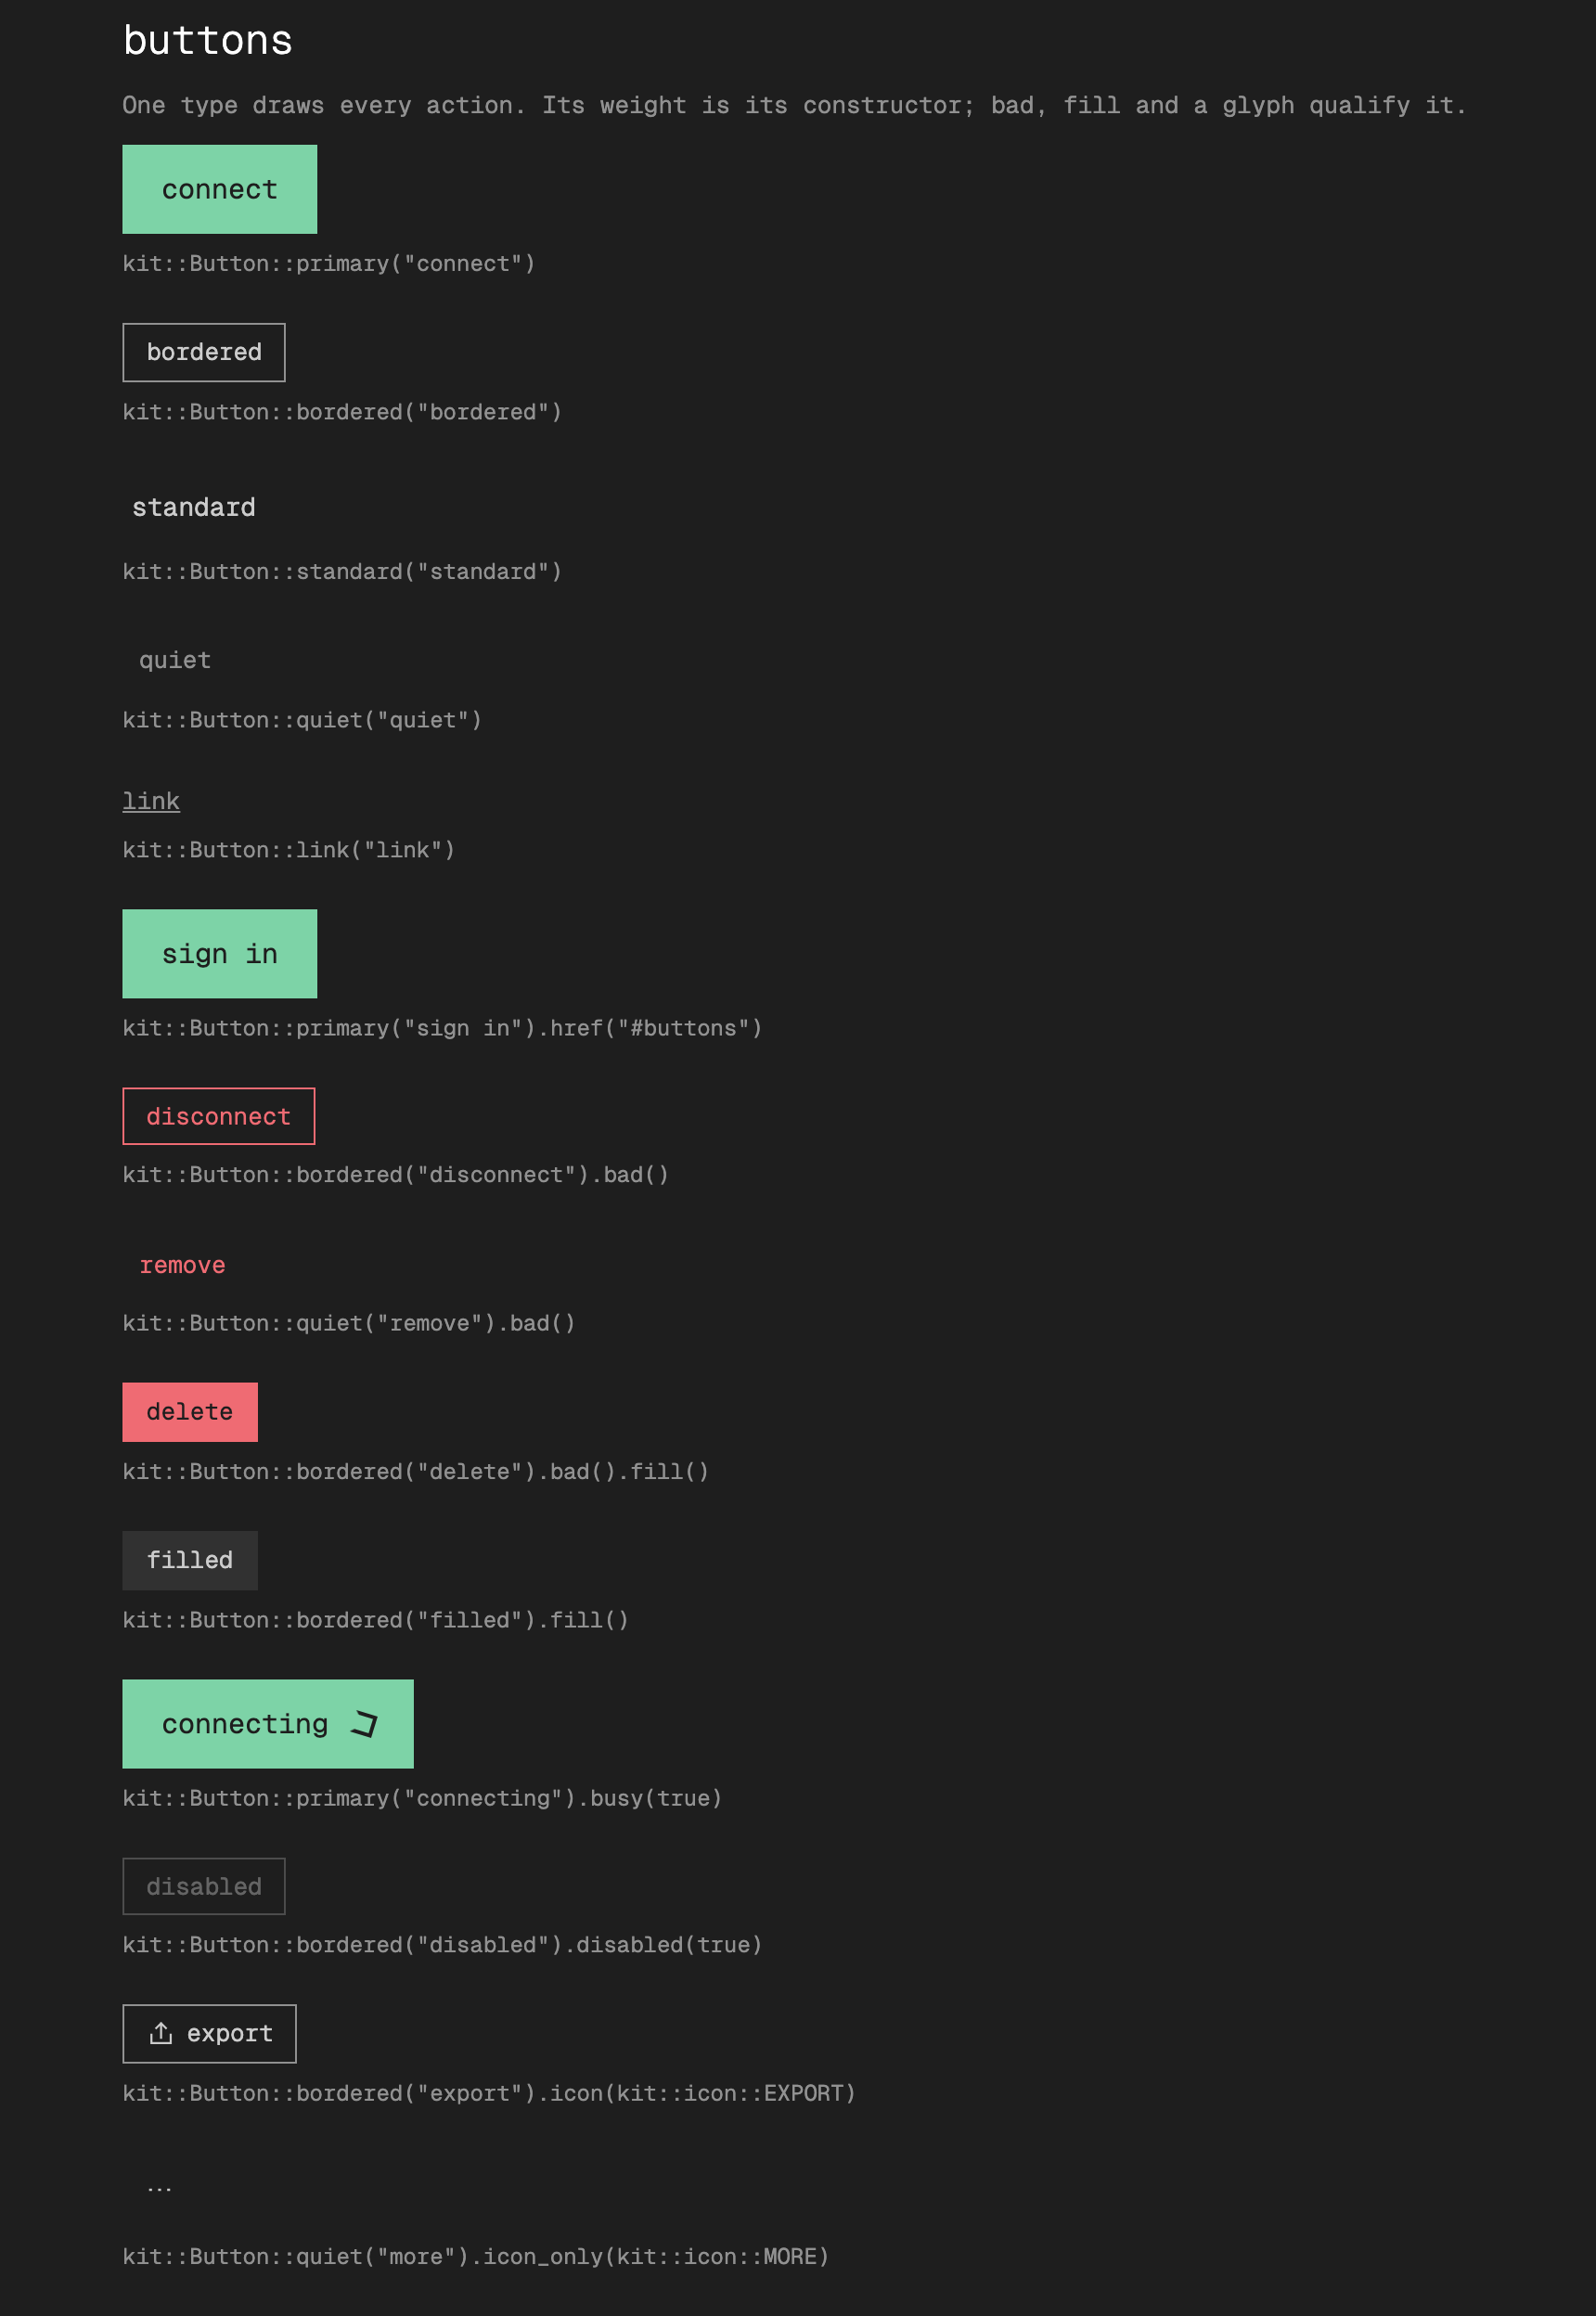 buttons
One type draws every action. Its weight is its constructor; bad, fill and a glyph qualify it.
connect
kit::Button::primary("connect")
bordered
kit::Button::bordered("bordered")
standard
kit::Button::standard("standard")
quiet
kit::Button::quiet("quiet")
link
kit::Button::link("link")
sign in
kit::Button::primary("sign in").href("#buttons")
disconnect
kit::Button::bordered("disconnect").bad()
remove
kit::Button::quiet("remove").bad()
delete
kit::Button::bordered("delete").bad().fill()
filled
kit::Button::bordered("filled").fill()
connecting
kit::Button::primary("connecting").busy(true)
disabled
kit::Button::bordered("disabled").disabled(true)
export
kit::Button::bordered("export").icon(kit::icon::EXPORT)
...
kit::Button::quiet("more").icon_only(kit::icon::MORE)